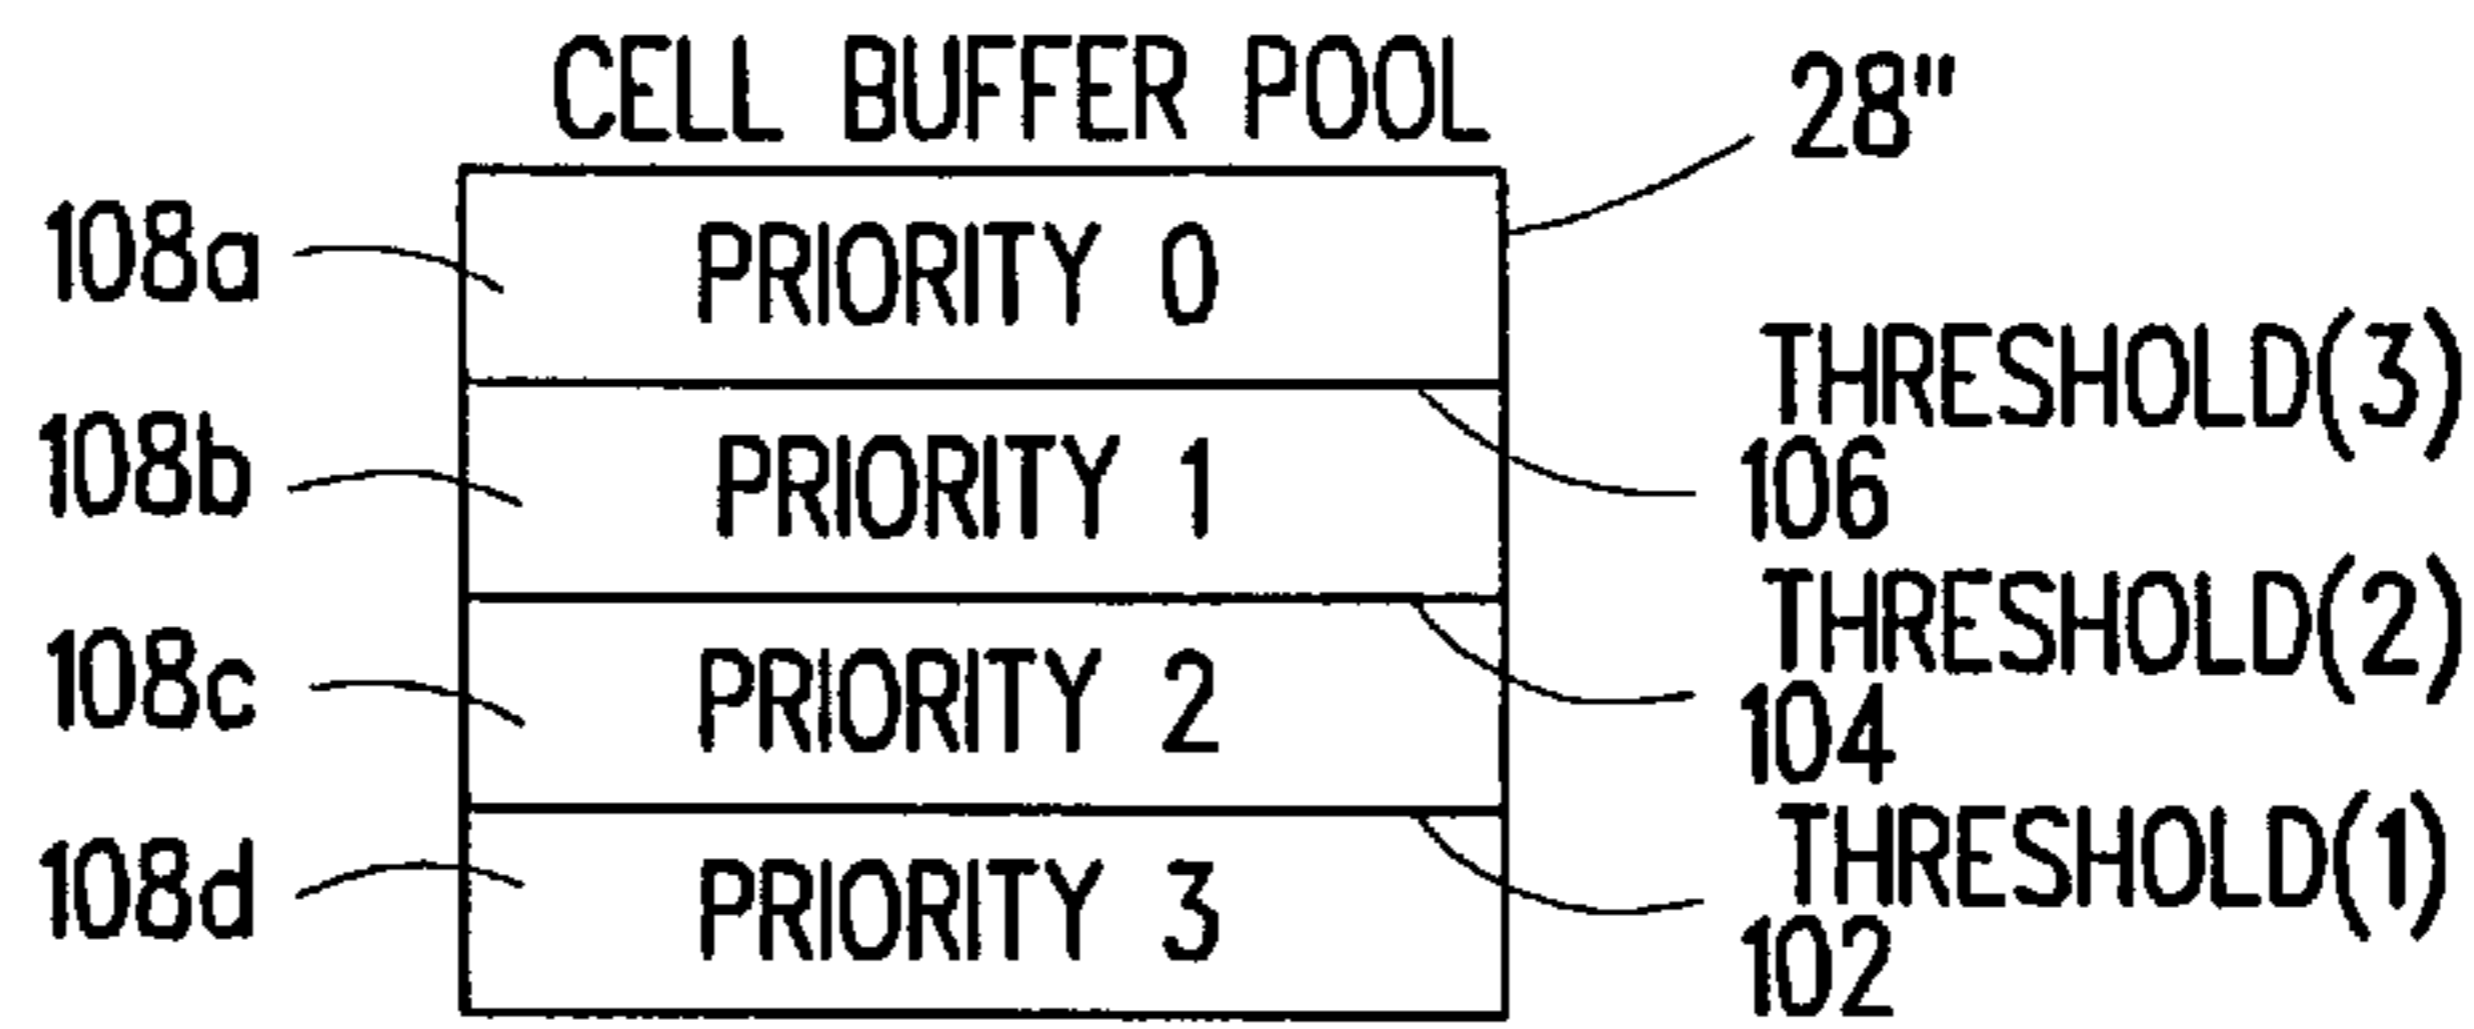 CELL BUFFER POOL
28"
108a
PRIORITY 0
THRESHOLD(3)
106
108b
PRIORITY 1
THRESHOLD(2)
104
108c
PRIORITY 2
THRESHOLD(1)
102
108d
PRIORITY 3